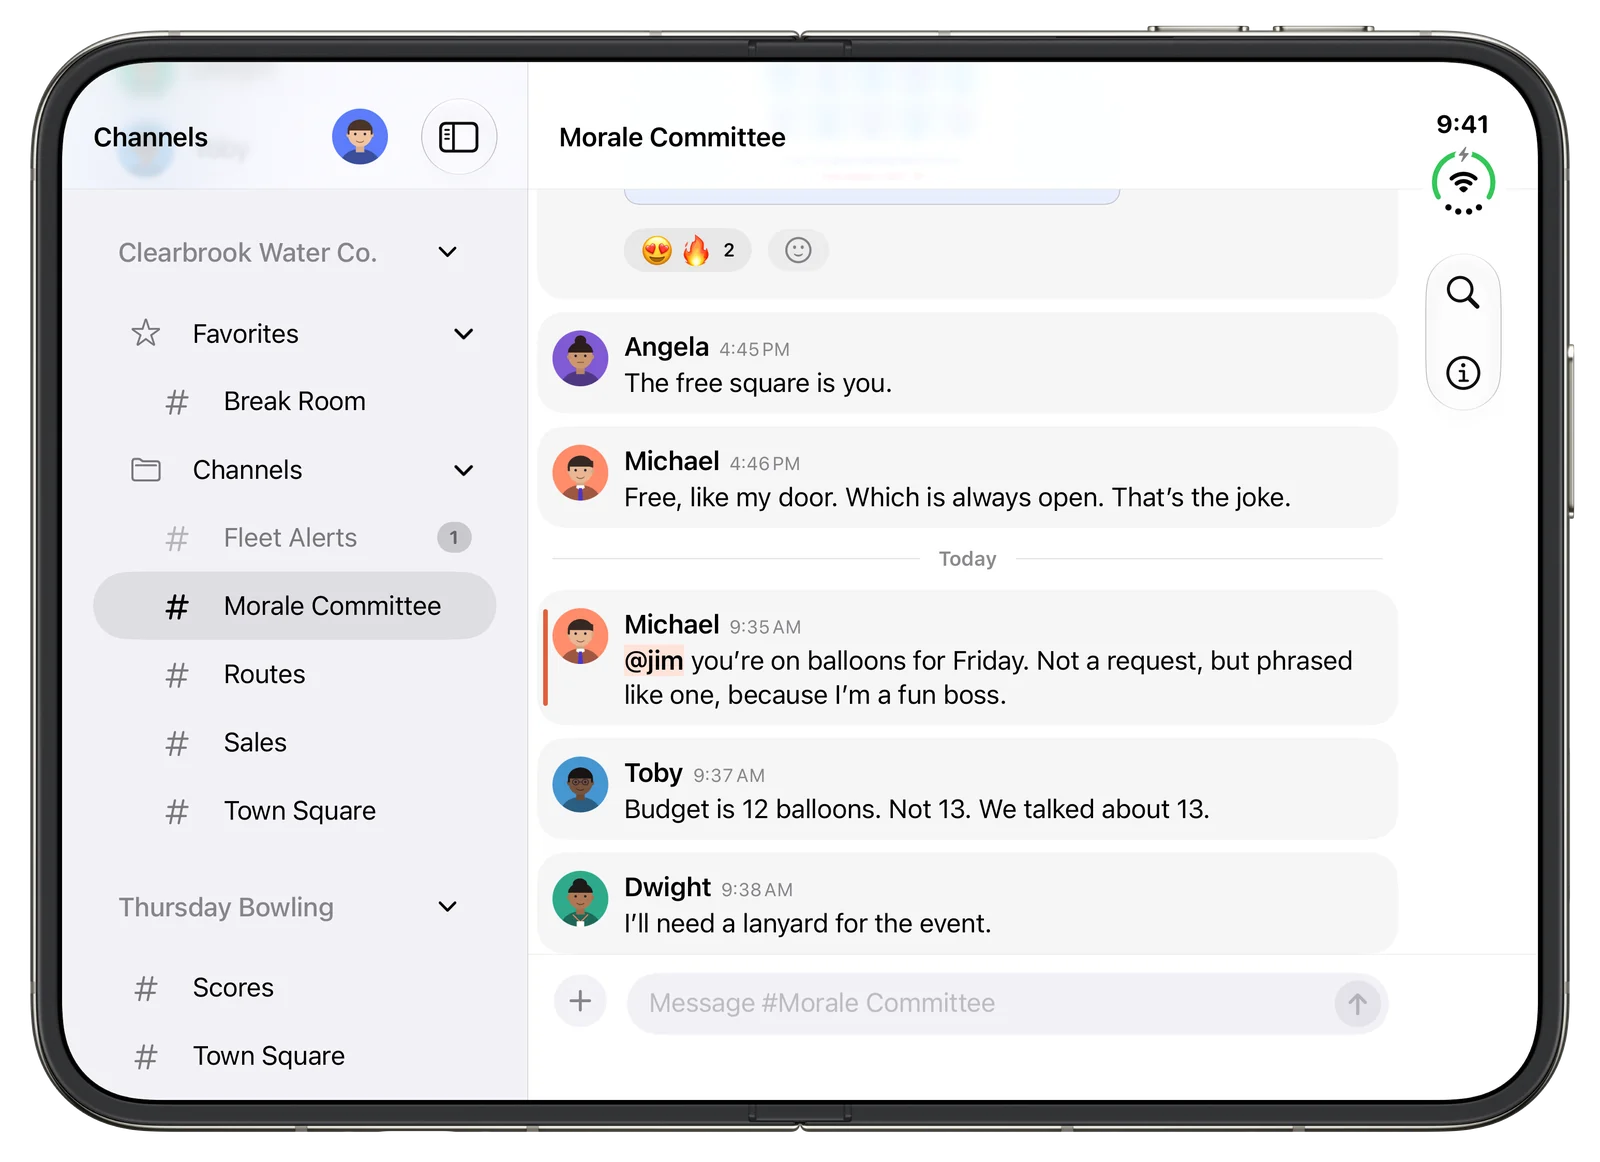 Channels
Clearbrook Water Co.
Favorites
# Break Room
Channels
# Fleet Alerts 1
# Morale Committee
# Routes
# Sales
# Town Square
Thursday Bowling
# Scores
# Town Square
Morale Committee
9:41
😍 🔥 2
Angela 4:45 PM
The free square is you.
Michael 4:46 PM
Free, like my door. Which is always open. That’s the joke.
Today
Michael 9:35 AM
@jim you’re on balloons for Friday. Not a request, but phrased
like one, because I’m a fun boss.
Toby 9:37 AM
Budget is 12 balloons. Not 13. We talked about 13.
Dwight 9:38 AM
I’ll need a lanyard for the event.
Message #Morale Committee